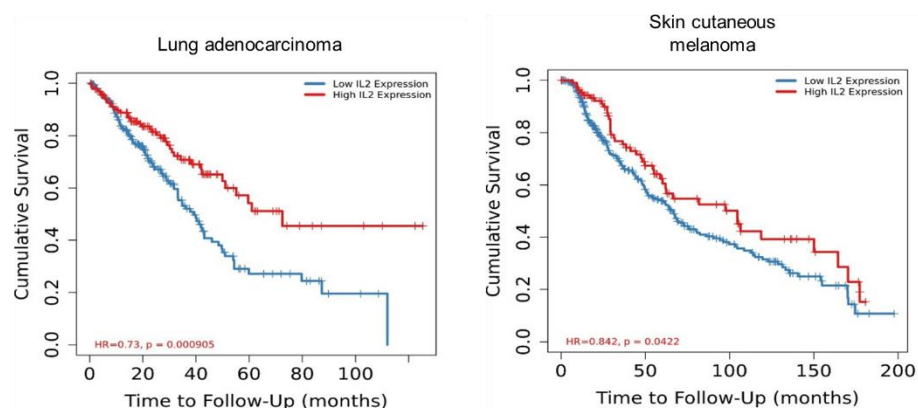 Lung adenocarcinoma
Cumulative Survival
1.0
0.8
0.6
0.4
0.2
0.0
Low IL2 Expression
High IL2 Expression
HR=0.73, p = 0.000905
0 20 40 60 80 100
Time to Follow-Up (months)
Skin cutaneous
melanoma
Cumulative Survival
1.0
0.8
0.6
0.4
0.2
0.0
Low IL2 Expression
High IL2 Expression
HR=0.842, p = 0.0422
0 50 100 150 200
Time to Follow-Up (months)